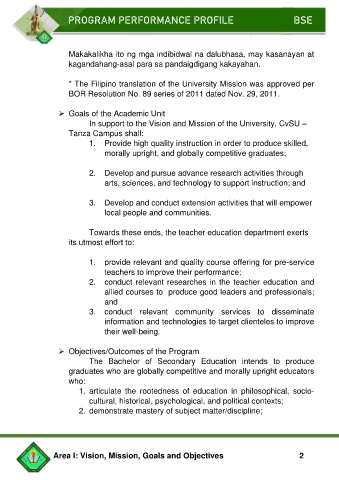 PROGRAM PERFORMANCE PROFILE BSE
Makakalikha ito ng mga indibidwal na dalubhasa, may kasanayan at
kagandahang-asal para sa pandaigdigang kakayahan.
* The Filipino translation of the University Mission was approved per
BOR Resolution No. 89 series of 2011 dated Nov. 29, 2011.
➢ Goals of the Academic Unit
In support to the Vision and Mission of the University, CvSU –
Tanza Campus shall:
1. Provide high quality instruction in order to produce skilled,
morally upright, and globally competitive graduates;
2. Develop and pursue advance research activities through
arts, sciences, and technology to support instruction; and
3. Develop and conduct extension activities that will empower
local people and communities.
Towards these ends, the teacher education department exerts
its utmost effort to:
1. provide relevant and quality course offering for pre-service
teachers to improve their performance;
2. conduct relevant researches in the teacher education and
allied courses to produce good leaders and professionals;
and
3. conduct relevant community services to disseminate
information and technologies to target clienteles to improve
their well-being.
➢ Objectives/Outcomes of the Program
The Bachelor of Secondary Education intends to produce
graduates who are globally competitive and morally upright educators
who:
1. articulate the rootedness of education in philosophical, socio-
cultural, historical, psychological, and political contexts;
2. demonstrate mastery of subject matter/discipline;
Area I: Vision, Mission, Goals and Objectives 2